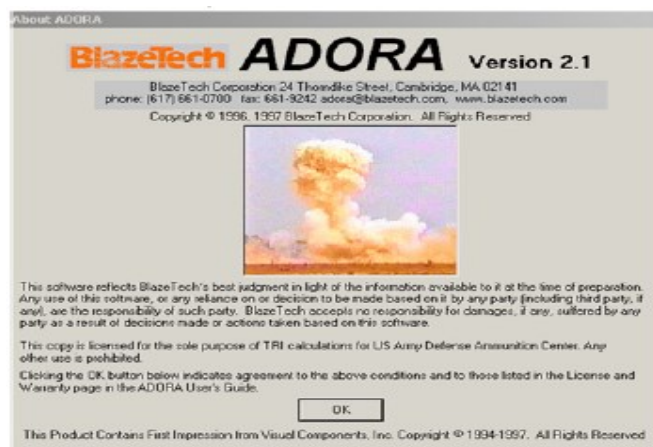 About ADORA
BlazeTech ADORA Version 2.1
BlazeTech Corporation 24 Thorndike Street, Cambridge, MA 02141
phone: (617) 661-0700 fax: 661-9242 adora@blazetech.com, www.blazetech.com
Copyright © 1996, 1997 BlazeTech Corporation. All Rights Reserved
This software reflects BlazeTech's best judgment in light of the information available to it at the time of preparation.
Any use of this software, or any reliance on or decision to be made based on it by any party (including third party, if
any), are the responsibility of such party. BlazeTech accepts no responsibility for damages, if any, suffered by any
party as a result of decisions made or actions taken based on this software.
This copy is licensed for the sole purpose of TRI calculations for US Army Defense Ammunition Center. Any
other use is prohibited.
Clicking the OK button below indicates agreement to the above conditions and to those listed in the License and
Warranty page in the ADORA User's Guide.
OK
This Product Contains First Impression from Visual Components, Inc. Copyright © 1994-1997. All Rights Reserved